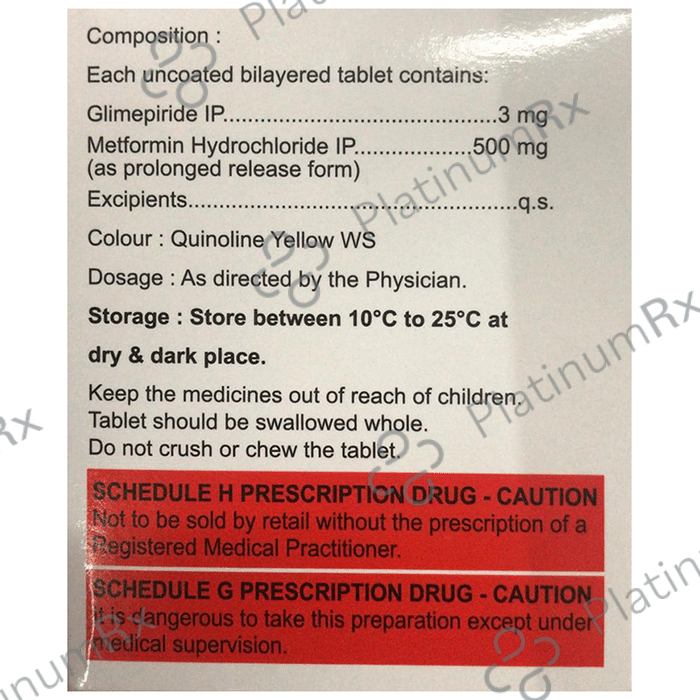 Composition :
Each uncoated bilayered tablet contains:
Glimepiride IP............................................3 mg
Metformin Hydrochloride IP...................500 mg
(as prolonged release form)
Excipients.....................................................q.s.
Colour : Quinoline Yellow WS
Dosage : As directed by the Physician.
Storage : Store between 10°C to 25°C at
dry & dark place.
Keep the medicines out of reach of children.
Tablet should be swallowed whole.
Do not crush or chew the tablet.
SCHEDULE H PRESCRIPTION DRUG - CAUTION
Not to be sold by retail without the prescription of a
Registered Medical Practitioner.
SCHEDULE G PRESCRIPTION DRUG - CAUTION
It is dangerous to take this preparation except under
medical supervision.
Platinum
PlatinumRx
PlatinumRx
Rx
PlatinumRx
PlatinumRx